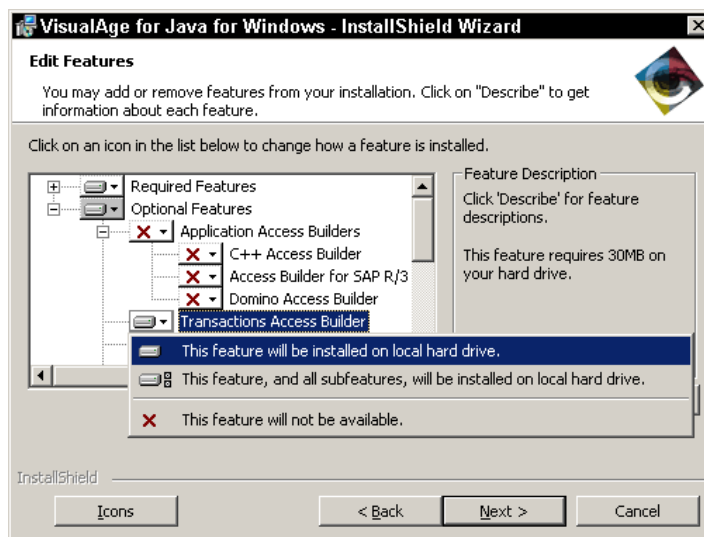 VisualAge for Java for Windows - InstallShield Wizard
Edit Features
You may add or remove features from your installation. Click on "Describe" to get
information about each feature.
Click on an icon in the list below to change how a feature is installed.
Required Features
Optional Features
Application Access Builders
C++ Access Builder
Access Builder for SAP R/3
Domino Access Builder
Transactions Access Builder
Feature Description
Click 'Describe' for feature
descriptions.
This feature requires 30MB on
your hard drive.
This feature will be installed on local hard drive.
This feature, and all subfeatures, will be installed on local hard drive.
This feature will not be available.
InstallShield
Icons
< Back
Next >
Cancel